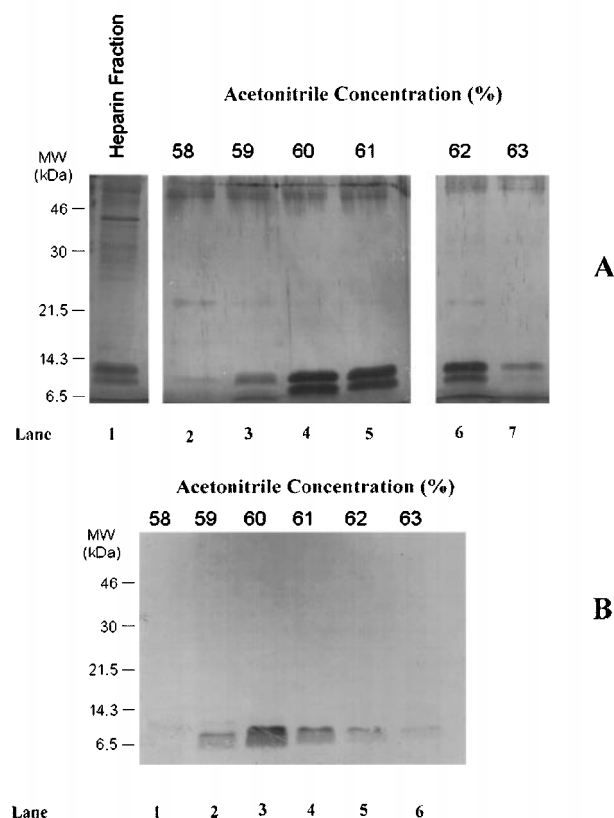 Heparin Fraction
Acetonitrile Concentration (%)
58 59 60 61 62 63
MW
(kDa)
46
30
21.5
14.3
6.5
A
Lane 1 2 3 4 5 6 7
Acetonitrile Concentration (%)
58 59 60 61 62 63
MW
(kDa)
46
30
21.5
14.3
6.5
B
Lane 1 2 3 4 5 6